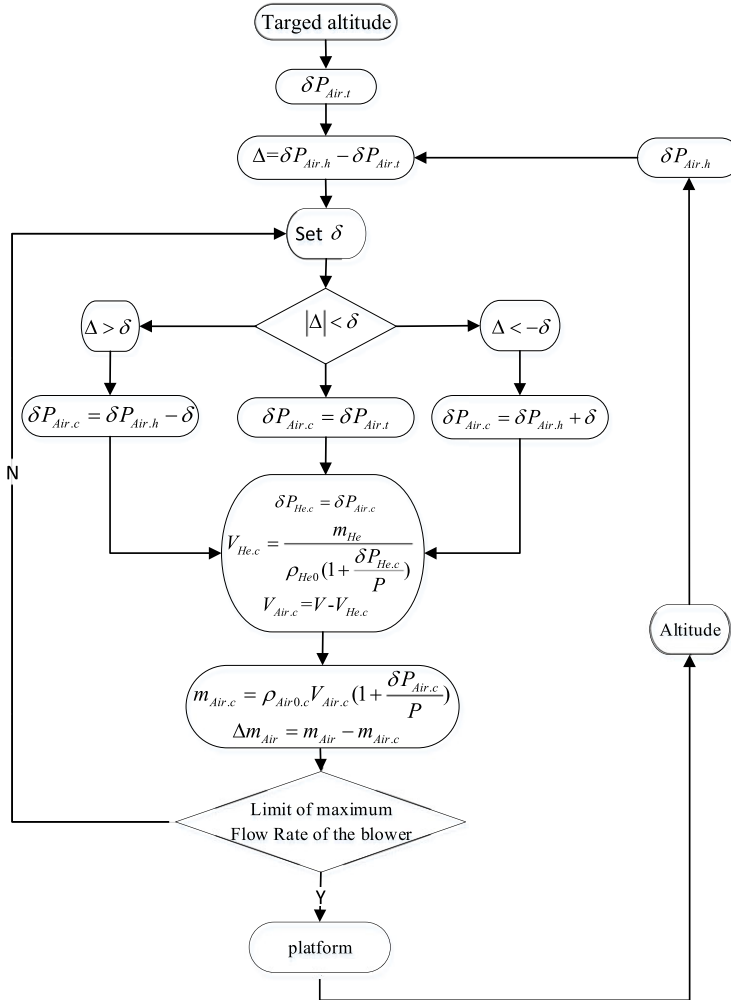 Targed altitude
δP_{Air.t}
Δ=δP_{Air.h} − δP_{Air.t}
δP_{Air.h}
Set δ
|Δ| < δ
Δ > δ
Δ < −δ
δP_{Air.c} = δP_{Air.h} − δ
δP_{Air.c} = δP_{Air.t}
δP_{Air.c} = δP_{Air.h} + δ
N
δP_{He.c} = δP_{Air.c}
V_{He.c} = \frac{m_{He}}{ρ_{He0}(1+\frac{δP_{He.c}}{P})}
V_{Air.c}=V-V_{He.c}
Altitude
m_{Air.c} = ρ_{Air0.c}V_{Air.c}(1+\frac{δP_{Air.c}}{P})
Δm_{Air} = m_{Air} − m_{Air.c}
Limit of maximum
Flow Rate of the blower
Y
platform